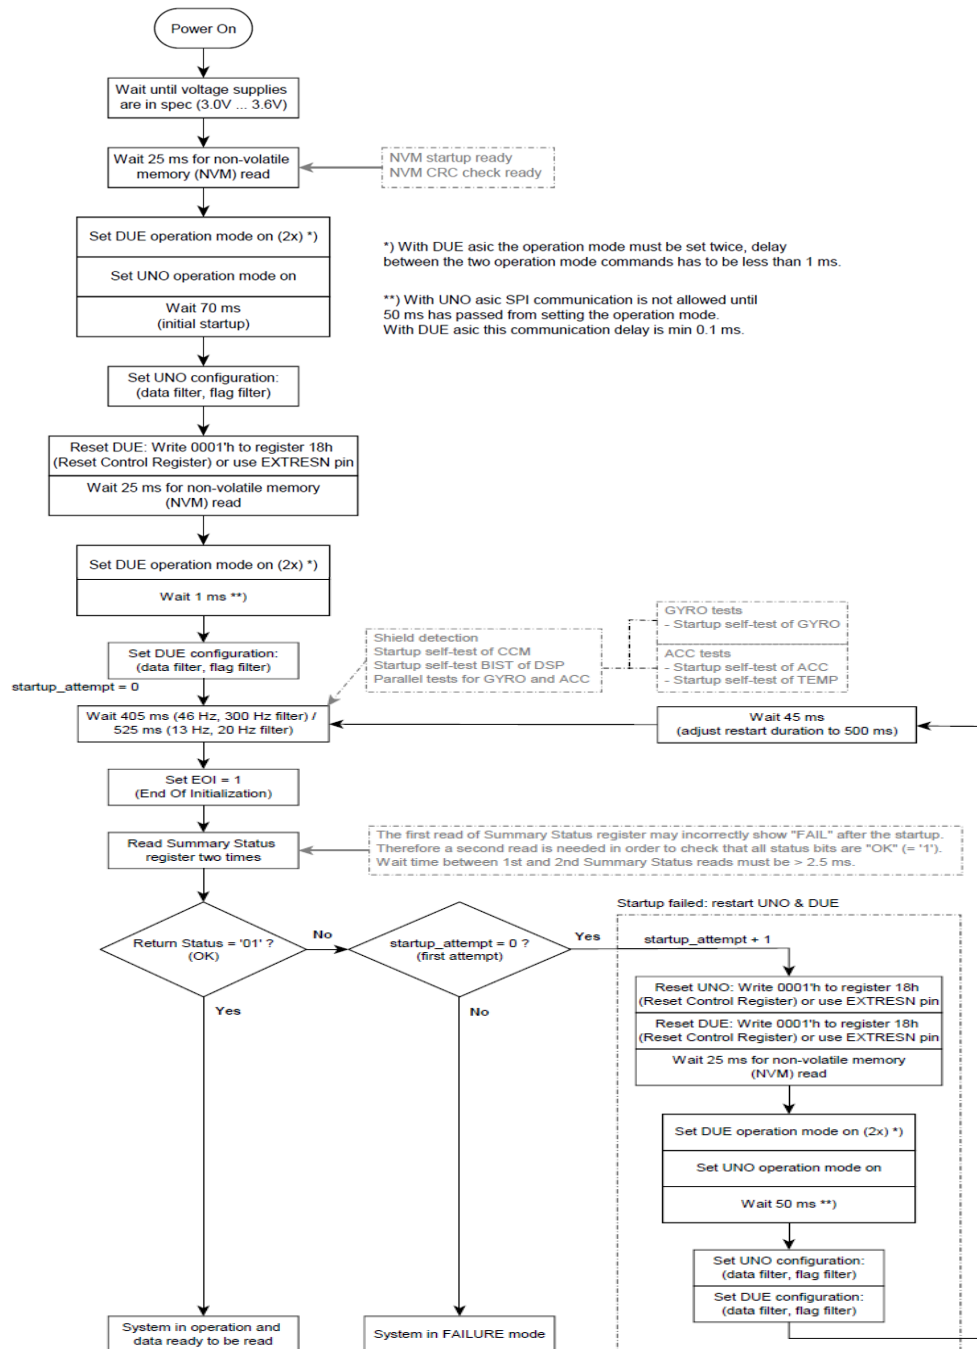 Power On
Wait until voltage supplies
are in spec (3.0V ... 3.6V)
Wait 25 ms for non-volatile
memory (NVM) read
NVM startup ready
NVM CRC check ready
Set DUE operation mode on (2x) *)
Set UNO operation mode on
Wait 70 ms
(initial startup)
*) With DUE asic the operation mode must be set twice, delay
between the two operation mode commands has to be less than 1 ms.
**) With UNO asic SPI communication is not allowed until
50 ms has passed from setting the operation mode.
With DUE asic this communication delay is min 0.1 ms.
Set UNO configuration:
(data filter, flag filter)
Reset DUE: Write 0001'h to register 18h
(Reset Control Register) or use EXTRESN pin
Wait 25 ms for non-volatile memory
(NVM) read
Set DUE operation mode on (2x) *)
Wait 1 ms **)
Set DUE configuration:
(data filter, flag filter)
startup_attempt = 0
Shield detection
Startup self-test of CCM
Startup self-test BIST of DSP
Parallel tests for GYRO and ACC
GYRO tests
- Startup self-test of GYRO
ACC tests
- Startup self-test of ACC
- Startup self-test of TEMP
Wait 405 ms (46 Hz, 300 Hz filter) /
525 ms (13 Hz, 20 Hz filter)
Wait 45 ms
(adjust restart duration to 500 ms)
Set EOI = 1
(End Of Initialization)
Read Summary Status
register two times
The first read of Summary Status register may incorrectly show "FAIL" after the startup.
Therefore a second read is needed in order to check that all status bits are "OK" (= '1').
Wait time between 1st and 2nd Summary Status reads must be > 2.5 ms.
Return Status = '01' ?
(OK)
No
startup_attempt = 0 ?
(first attempt)
Yes
Yes
No
Startup failed: restart UNO & DUE
startup_attempt + 1
Reset UNO: Write 0001'h to register 18h
(Reset Control Register) or use EXTRESN pin
Reset DUE: Write 0001'h to register 18h
(Reset Control Register) or use EXTRESN pin
Wait 25 ms for non-volatile memory
(NVM) read
Set DUE operation mode on (2x) *)
Set UNO operation mode on
Wait 50 ms **)
Set UNO configuration:
(data filter, flag filter)
Set DUE configuration:
(data filter, flag filter)
System in operation and
data ready to be read
System in FAILURE mode